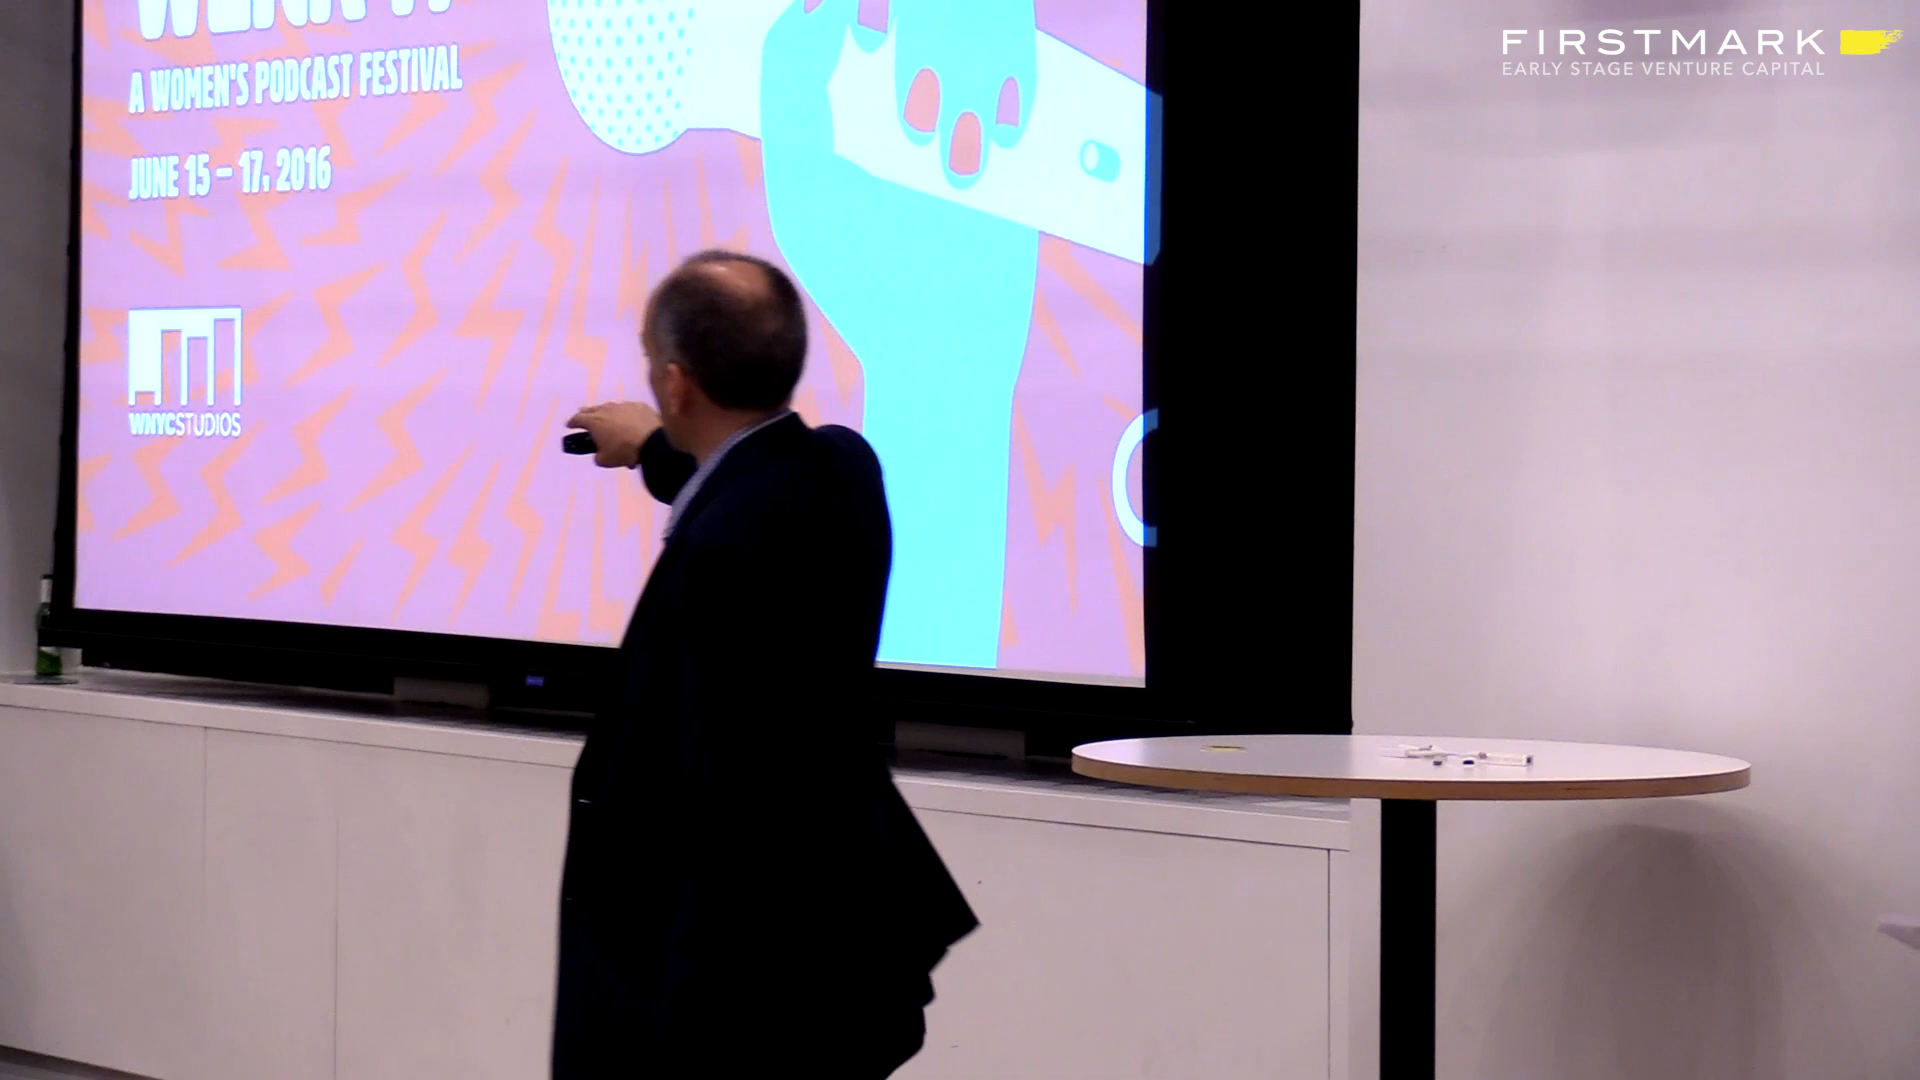 FIRSTMARK
EARLY STAGE VENTURE CAPITAL
A WOMEN'S PODCAST FESTIVAL
JUNE 15 – 17, 2016
WNYCSTUDIOS